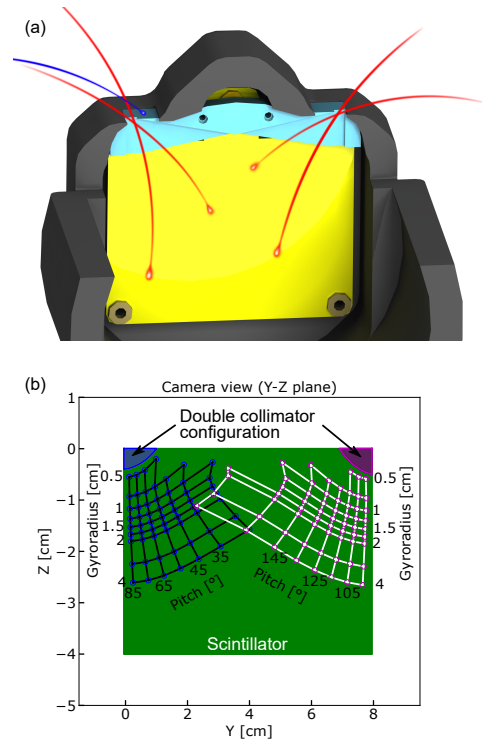 (a)
(b)
Camera view (Y-Z plane)
Double collimator
configuration
1
0
−1
−2
−3
−4
−5
Z [cm]
0.5
1
1.5
2
4
Gyroradius [cm]
85
65
45
35
Pitch [°]
145
125
105
Pitch [°]
0.5
1
1.5
2
4
Gyroradius [cm]
Scintillator
0 2 4 6 8
Y [cm]